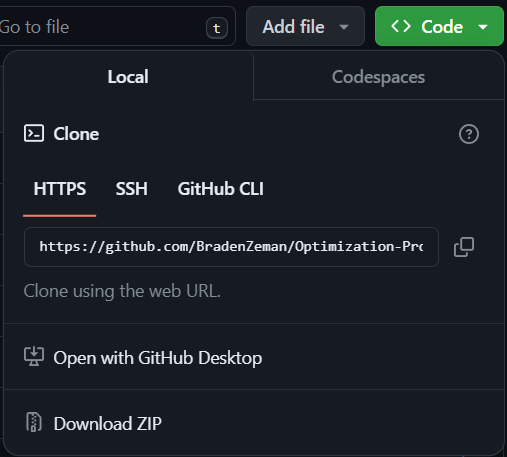 Go to file t Add file Code
Local Codespaces
Clone
HTTPS SSH GitHub CLI
https://github.com/BradenZeman/Optimization-Pro
Clone using the web URL.
Open with GitHub Desktop
Download ZIP